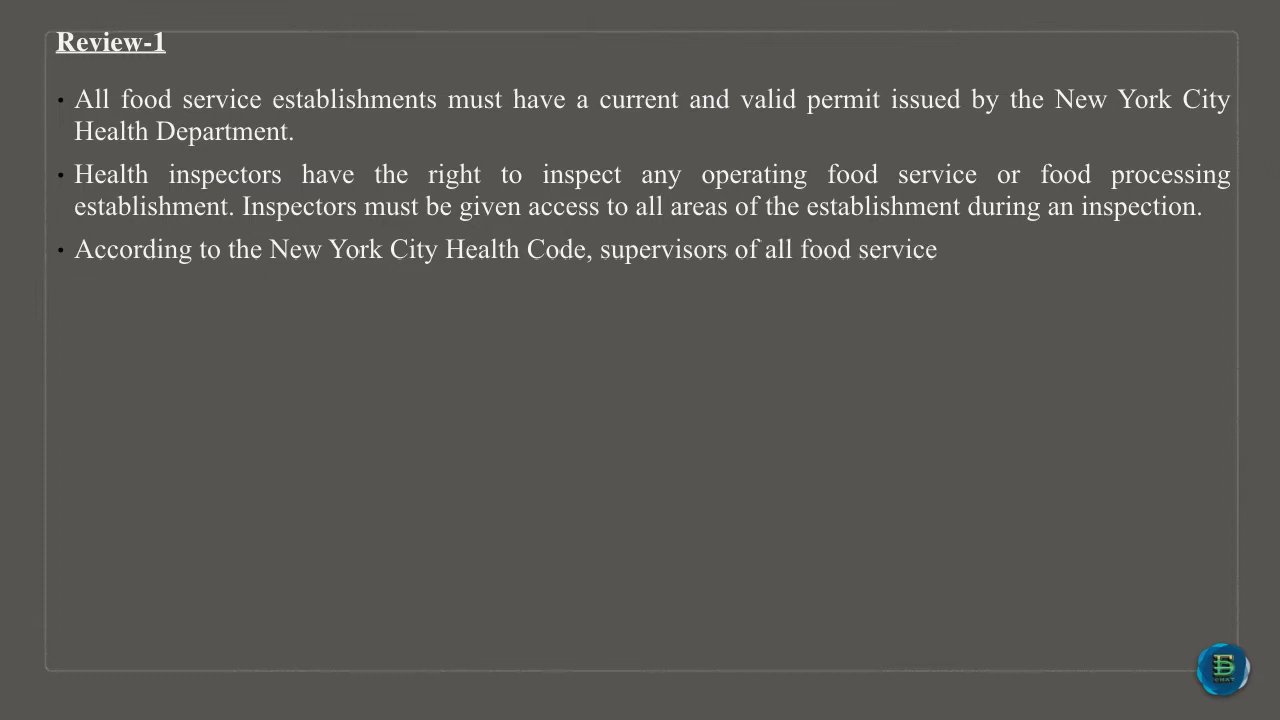 Review-1
• All food service establishments must have a current and valid permit issued by the New York City
Health Department.
• Health inspectors have the right to inspect any operating food service or food processing
establishment. Inspectors must be given access to all areas of the establishment during an inspection.
• According to the New York City Health Code, supervisors of all food service